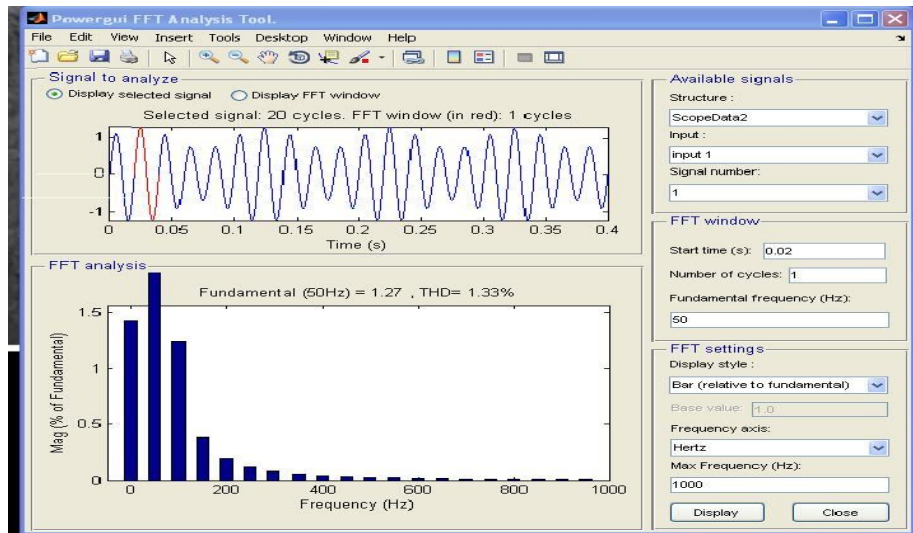 Powergui FFT Analysis Tool.
File Edit View Insert Tools Desktop Window Help
Signal to analyze
Display selected signal Display FFT window
Selected signal: 20 cycles. FFT window (in red): 1 cycles
1
0
-1
0 0.05 0.1 0.15 0.2 0.25 0.3 0.35 0.4
Time (s)
FFT analysis
Fundamental (50Hz) = 1.27 , THD= 1.33%
Mag (% of Fundamental)
1.5
1
0.5
0
0 200 400 600 800 1000
Frequency (Hz)
Available signals
Structure :
ScopeData2
Input :
input 1
Signal number:
1
FFT window
Start time (s): 0.02
Number of cycles: 1
Fundamental frequency (Hz):
50
FFT settings
Display style :
Bar (relative to fundamental)
Base value: 1.0
Frequency axis:
Hertz
Max Frequency (Hz):
1000
Display Close